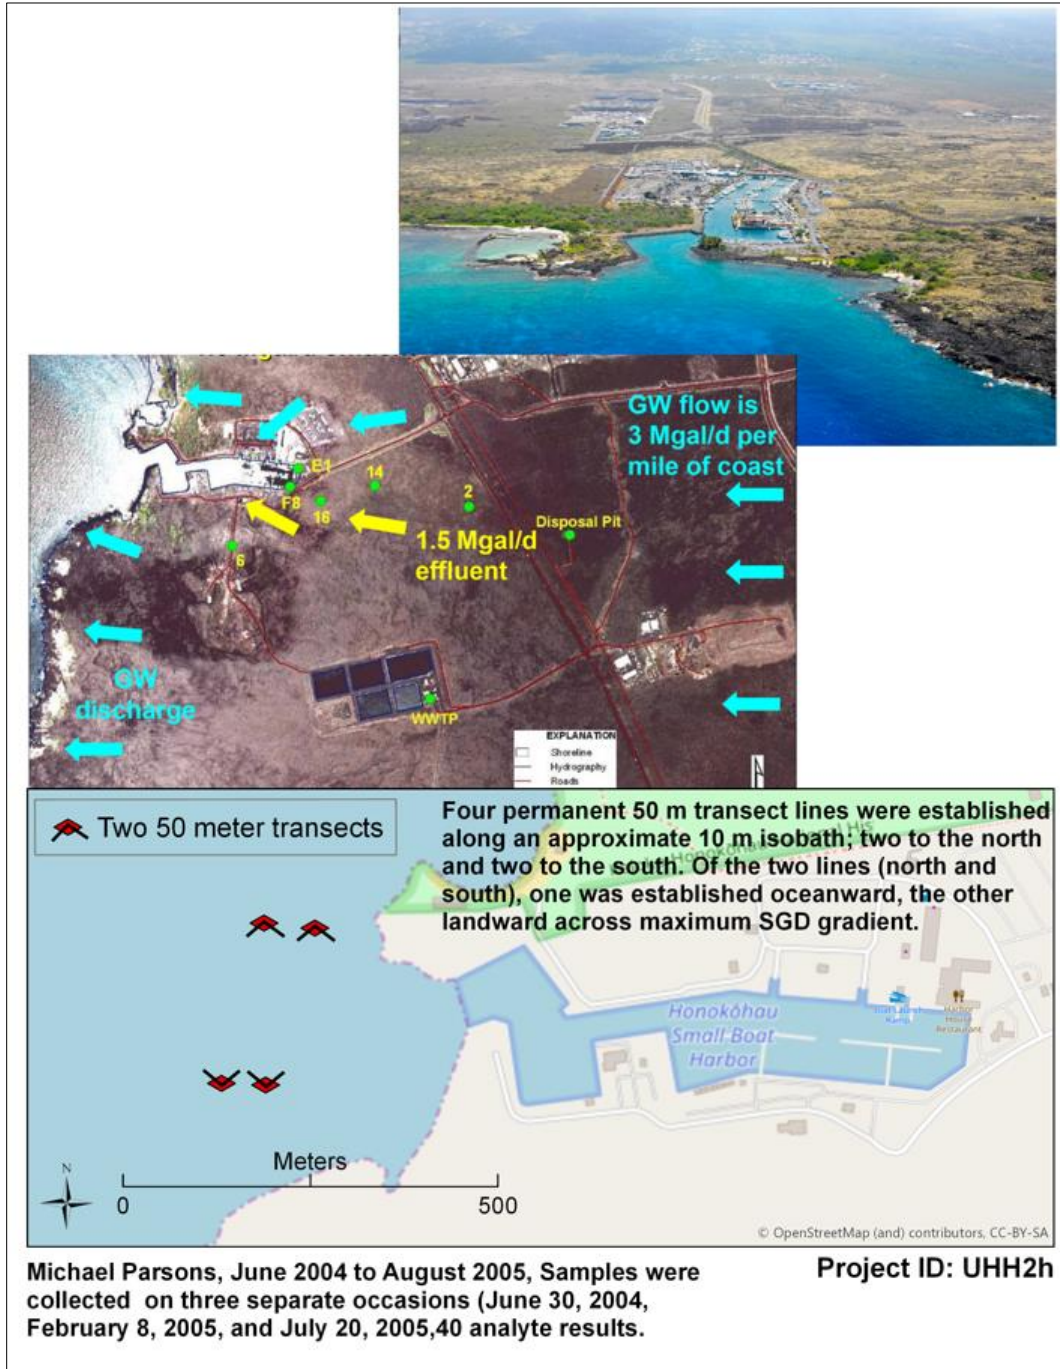 GW flow is
3 Mgal/d per
mile of coast
E1
14
F8
16
2
Disposal Pit
1.5 Mgal/d
effluent
6
GW
discharge
WWTP
EXPLANATION
Shoreline
Hydrography
Roads
Two 50 meter transects
Four permanent 50 m transect lines were established
along an approximate 10 m isobath; two to the north
and two to the south. Of the two lines (north and
south), one was established oceanward, the other
landward across maximum SGD gradient.
Honokōhau
Small Boat
Harbor
Boat Launch
Ramp
Harbor
House
Restaurant
N
Meters
0
500
© OpenStreetMap (and) contributors, CC-BY-SA
Michael Parsons, June 2004 to August 2005, Samples were
collected on three separate occasions (June 30, 2004,
February 8, 2005, and July 20, 2005,40 analyte results.
Project ID: UHH2h